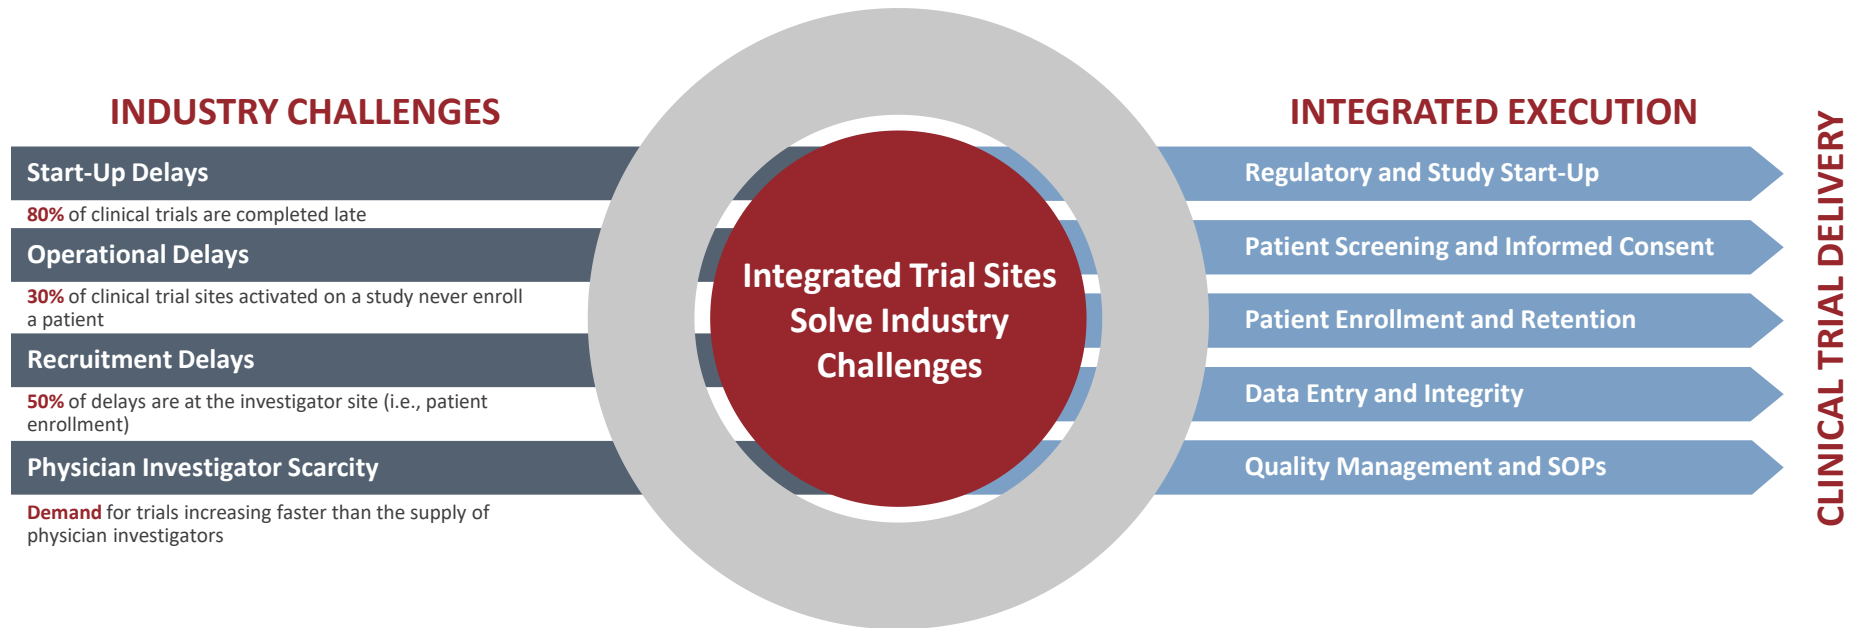 INDUSTRY CHALLENGES
Start-Up Delays
80% of clinical trials are completed late
Operational Delays
30% of clinical trial sites activated on a study never enroll
a patient
Recruitment Delays
50% of delays are at the investigator site (i.e., patient
enrollment)
Physician Investigator Scarcity
Demand for trials increasing faster than the supply of
physician investigators
Integrated Trial Sites
Solve Industry
Challenges
INTEGRATED EXECUTION
Regulatory and Study Start-Up
Patient Screening and Informed Consent
Patient Enrollment and Retention
Data Entry and Integrity
Quality Management and SOPs
CLINICAL TRIAL DELIVERY